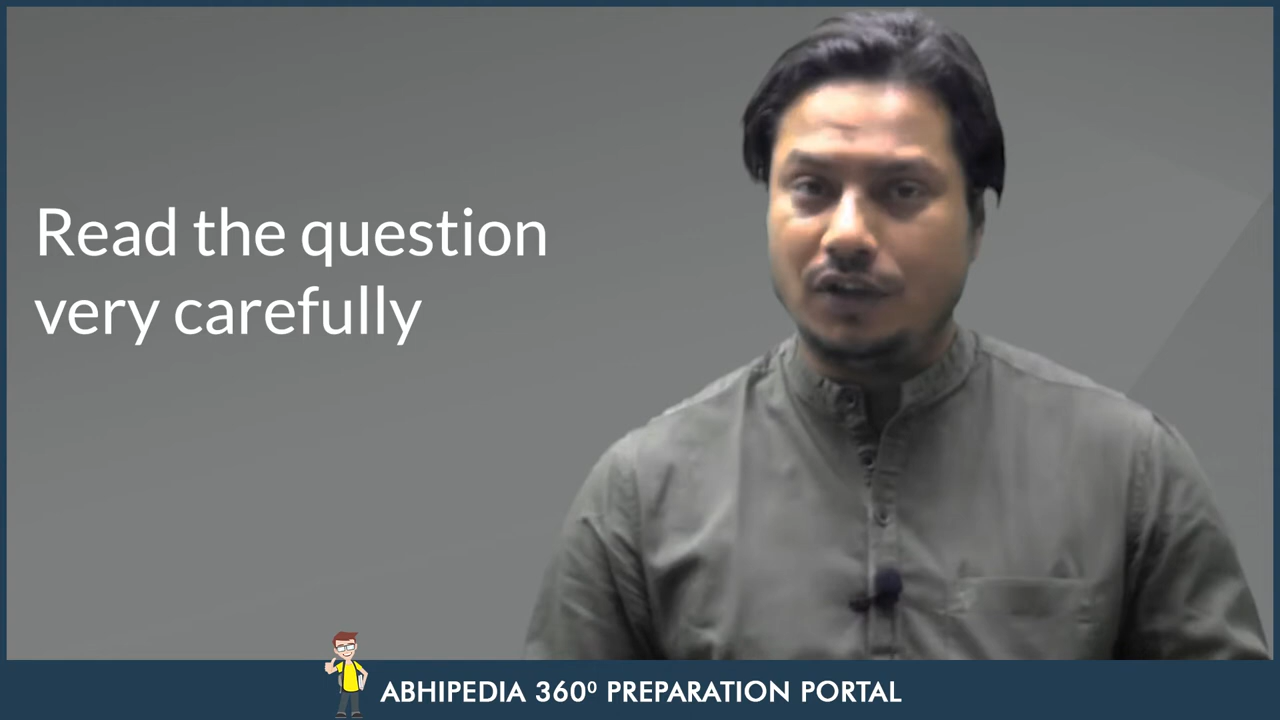 Read the question
very carefully
ABHIPEDIA 360⁰ PREPARATION PORTAL